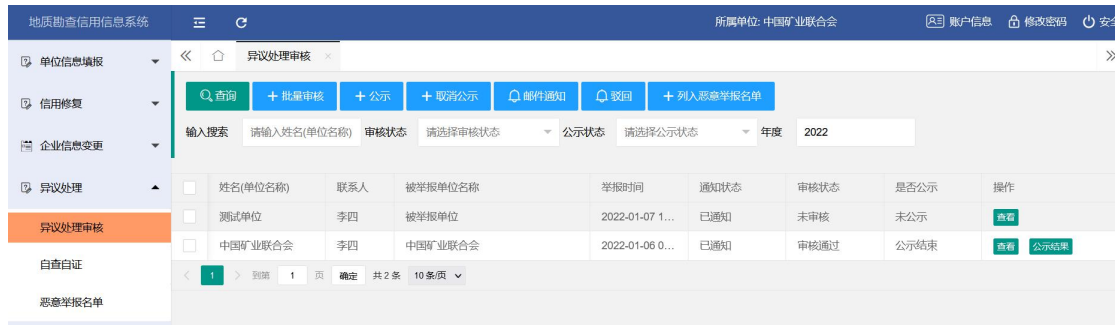 地质勘查信用信息系统 所属单位: 中国矿业联合会 账户信息 修改密码 安全
单位信息填报 异议处理审核
信用修复 查询 批量审核 公示 取消公示 邮件通知 驳回 列入恶意举报名单
企业信息变更 输入搜索 请输入姓名(单位名称) 审核状态 请选择审核状态 公示状态 请选择公示状态 年度 2022
异议处理 姓名(单位名称) 联系人 被举报单位名称 举报时间 通知状态 审核状态 是否公示 操作
异议处理审核 测试单位 李四 被举报单位 2022-01-07 1... 已通知 未审核 未公示 查看
中国矿业联合会 李四 中国矿业联合会 2022-01-06 0... 已通知 审核通过 公示结束 查看 公示结果
自查自证 1 到第 1 页 确定 共 2 条 10 条/页
恶意举报名单